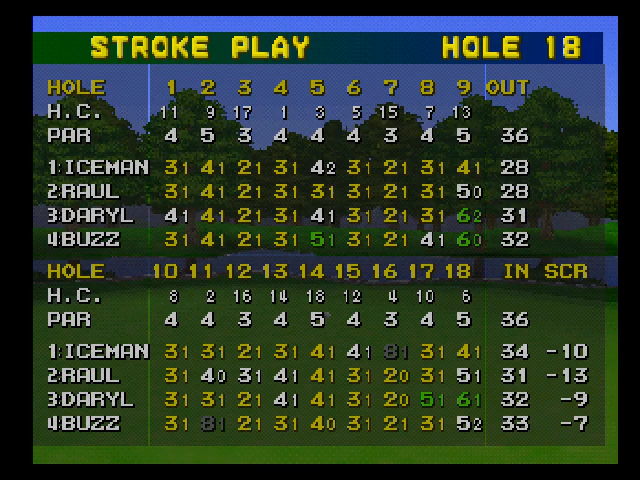 STROKE PLAY HOLE 18
HOLE 1 2 3 4 5 6 7 8 9 OUT
H.C. 11 9 17 1 3 5 15 7 13
PAR 4 5 3 4 4 4 3 4 5 36
1:ICEMAN 31 41 21 31 42 31 21 31 41 28
2:RAUL 31 41 21 31 31 31 21 31 50 28
3:DARYL 41 41 21 31 41 31 21 31 62 31
4:BUZZ 31 41 21 31 51 31 21 41 60 32
HOLE 10 11 12 13 14 15 16 17 18 IN SCR
H.C. 8 2 16 14 18 12 4 10 6
PAR 4 4 3 4 5 4 3 4 5 36
1:ICEMAN 31 31 21 31 41 41 81 31 41 34 -10
2:RAUL 31 40 31 41 41 31 20 31 51 31 -13
3:DARYL 31 31 21 41 41 31 20 51 61 32 -9
4:BUZZ 31 81 21 31 40 31 21 31 52 33 -7